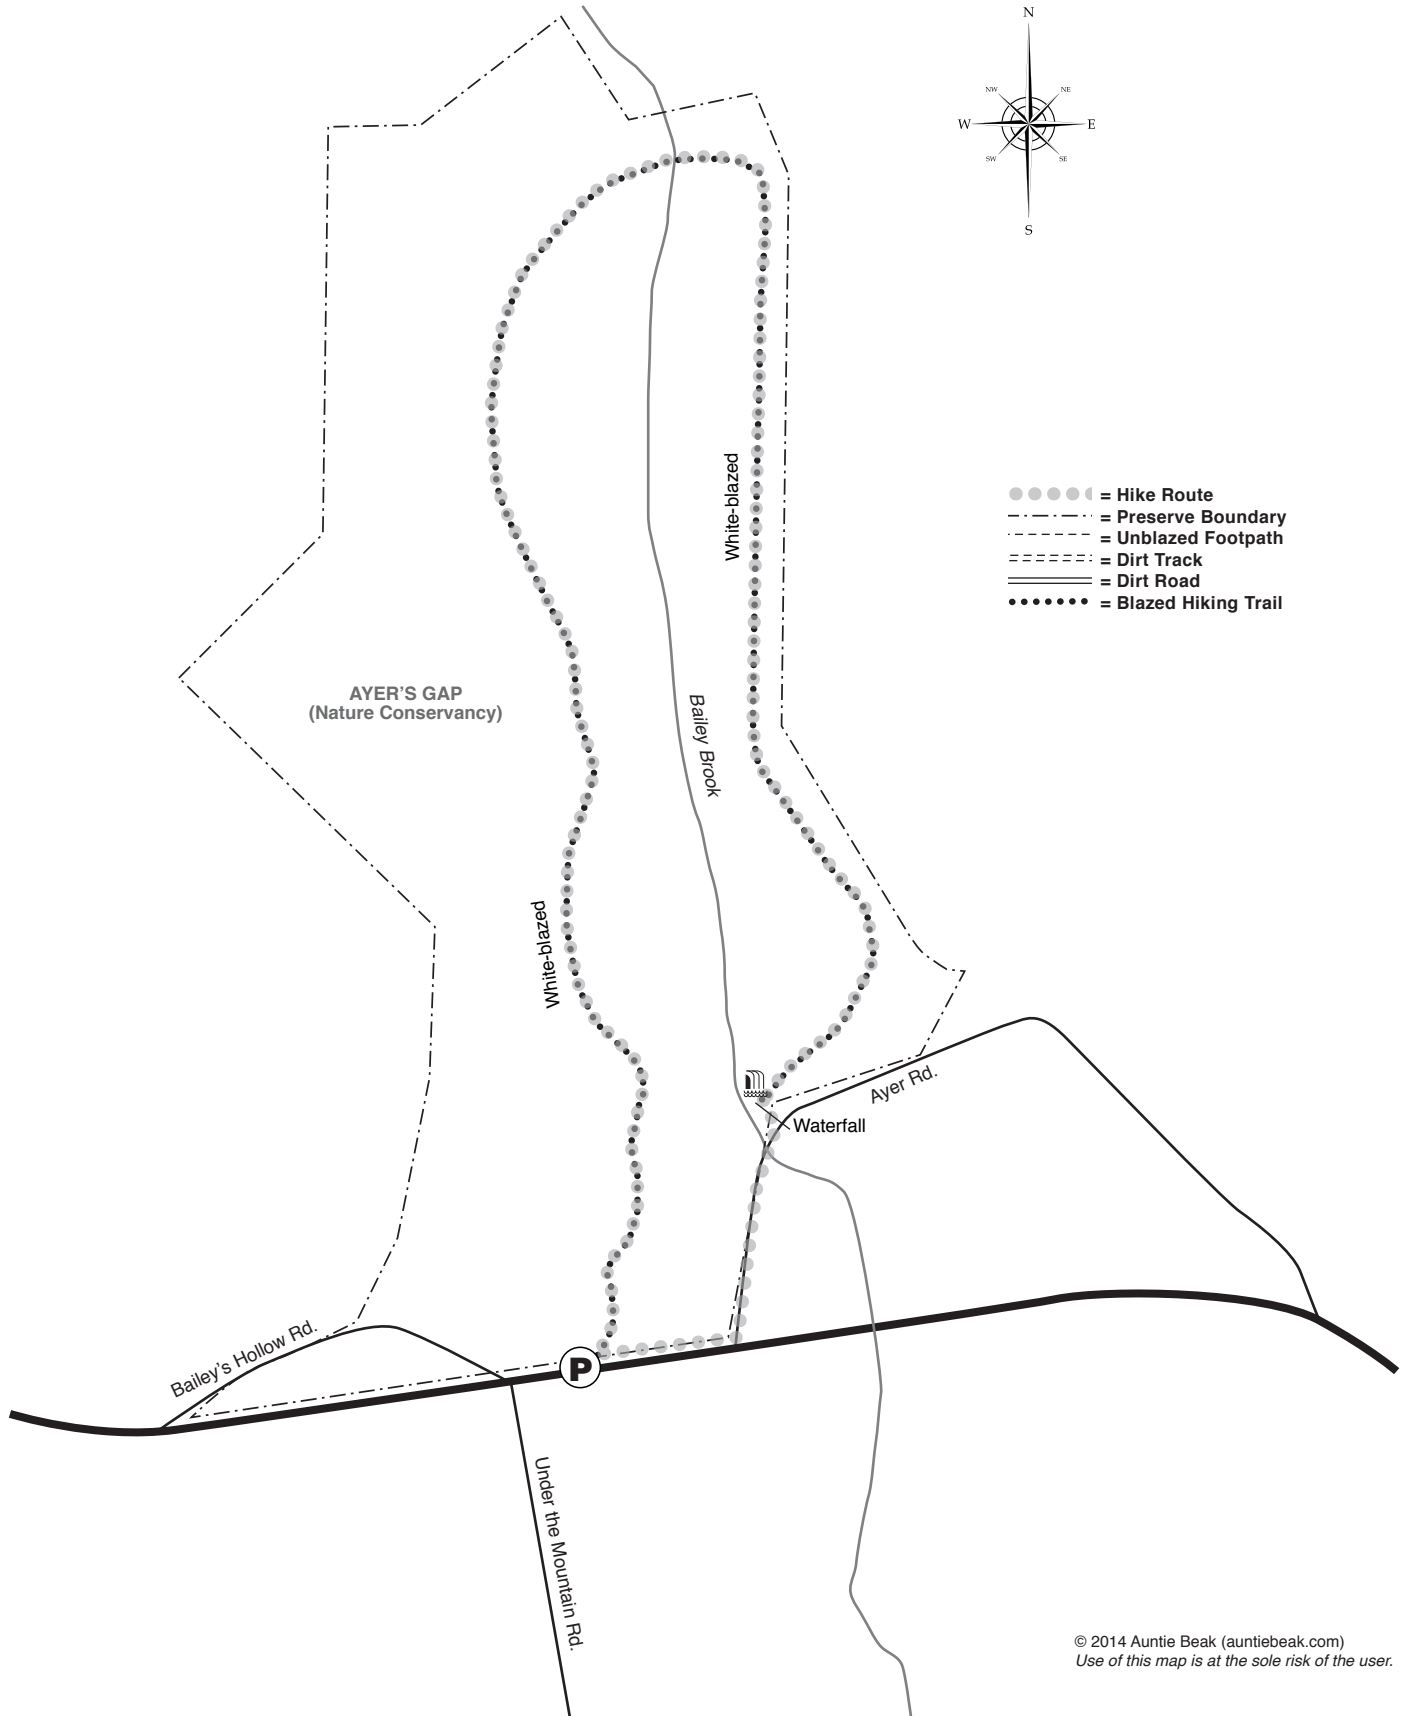 N
NW
NE
W
E
SW
SE
S
White-blazed
= Hike Route
= Preserve Boundary
= Unblazed Footpath
= Dirt Track
= Dirt Road
= Blazed Hiking Trail
AYER'S GAP
(Nature Conservancy)
Bailey Brook
White-blazed
Ayer Rd.
Waterfall
Bailey's Hollow Rd.
P
Under the Mountain Rd.
© 2014 Auntie Beak (auntiebeak.com)
Use of this map is at the sole risk of the user.